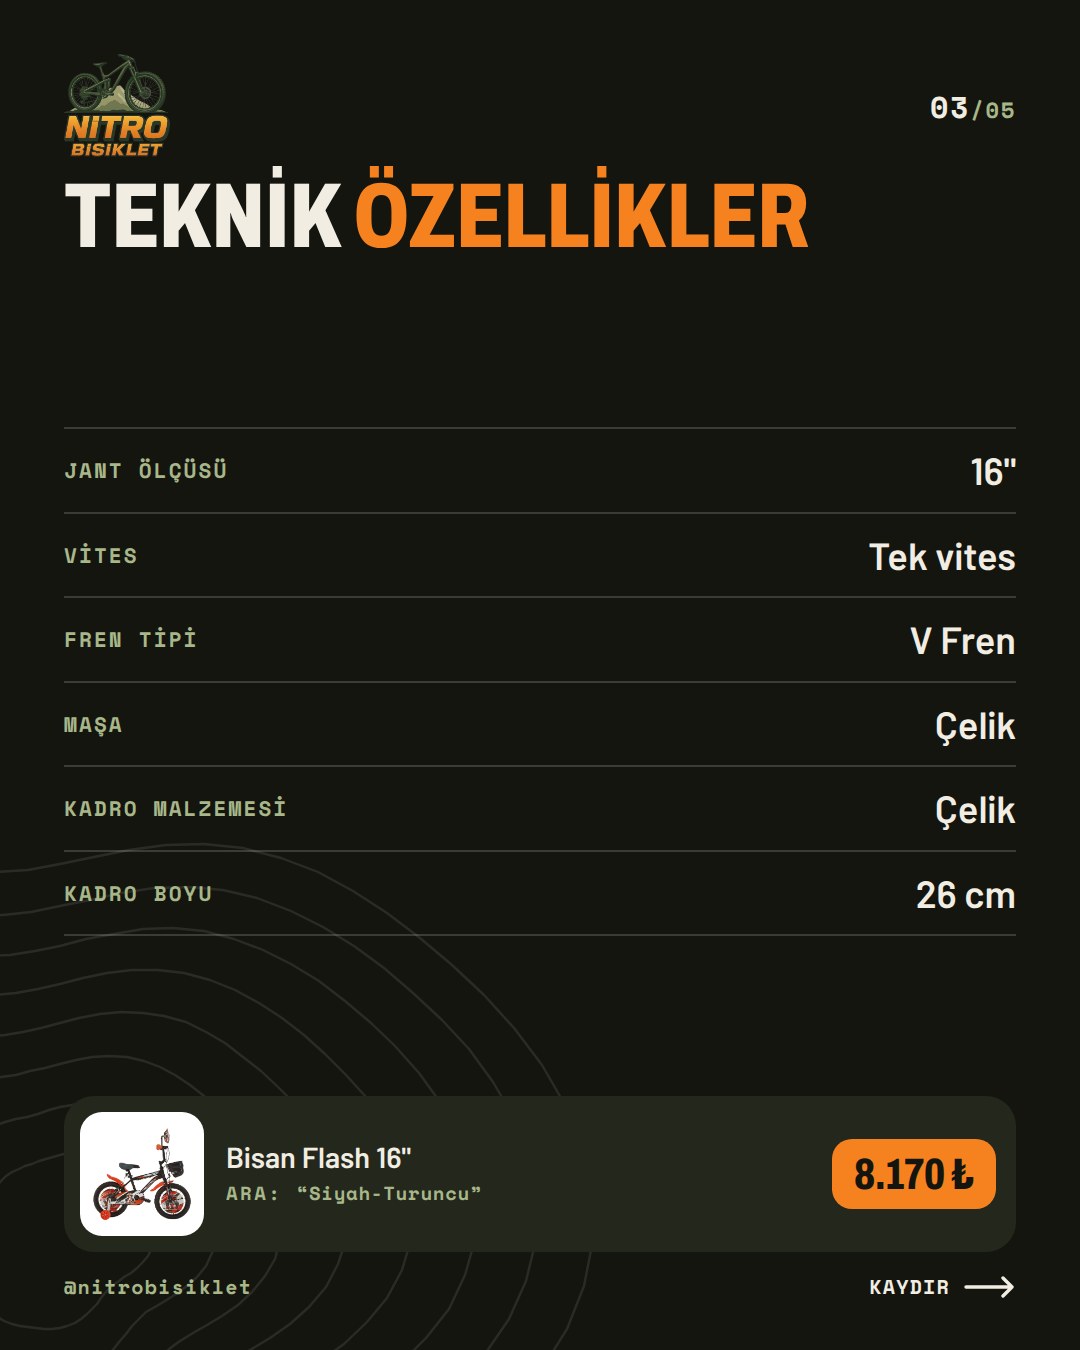 NiTRO
BISIKLET
03/05
TEKNİK ÖZELLİKLER
JANT ÖLÇÜSÜ 16"
VİTES Tek vites
FREN TİPİ V Fren
MAŞA Çelik
KADRO MALZEMESİ Çelik
KADRO BOYU 26 cm
Bisan Flash 16"
ARA: “Siyah-Turuncu”
8.170 ₺
@nitrobisiklet
KAYDIR